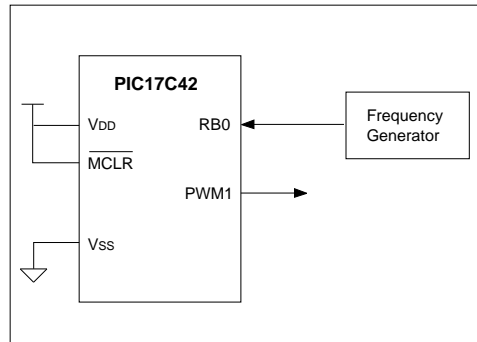 PIC17C42
VDD
RB0
Frequency
Generator
MCLR
PWM1
VSS